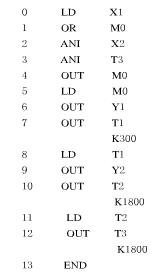 0 LD X1
1 OR M0
2 ANI X2
3 ANI T3
4 OUT M0
5 LD M0
6 OUT Y1
7 OUT T1
K300
8 LD T1
9 OUT Y2
10 OUT T2
K1800
11 LD T2
12 OUT T3
K1800
13 END